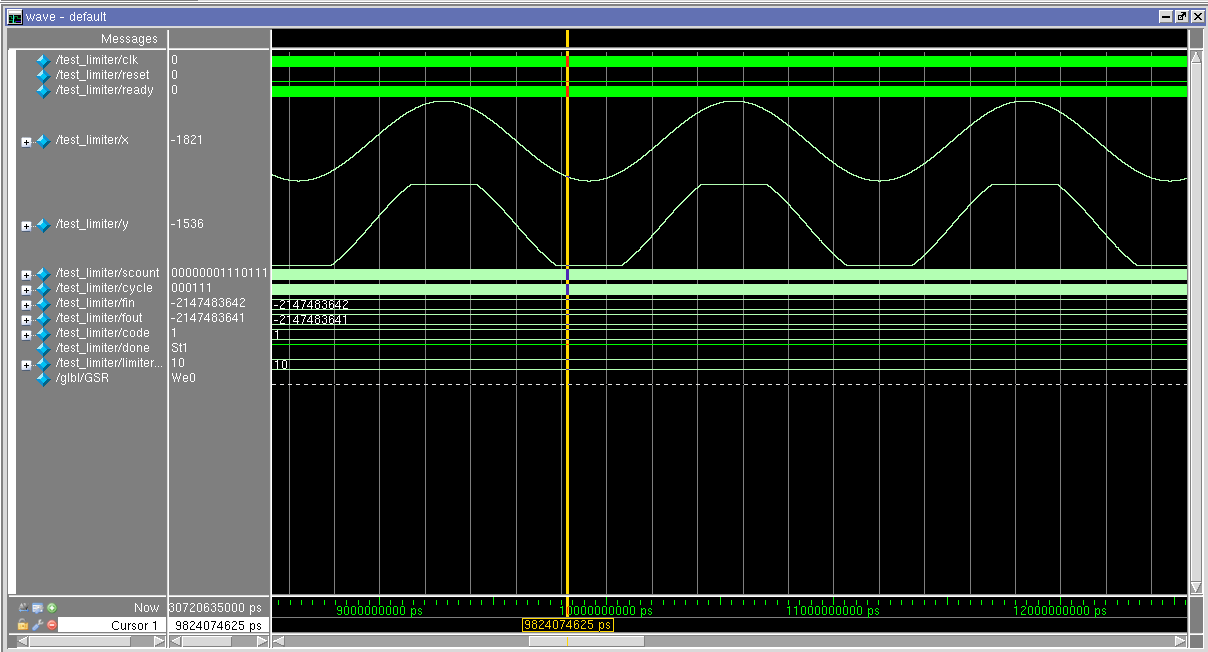 wave - default
Messages
/test_limiter/clk 0
/test_limiter/reset 0
/test_limiter/ready 0
/test_limiter/x -1821
/test_limiter/y -1536
/test_limiter/scount 00000001110111
/test_limiter/cycle 000111
/test_limiter/fin -2147483642 -2147483642
/test_limiter/fout -2147483641 -2147483641
/test_limiter/code 1 1
/test_limiter/done St1
/test_limiter/limiter... 10 10
/glbl/GSR We0
Now 30720635000 ps 9000000000 ps 10000000000 ps 11000000000 ps 12000000000 ps
Cursor 1 9824074625 ps 9824074625 ps